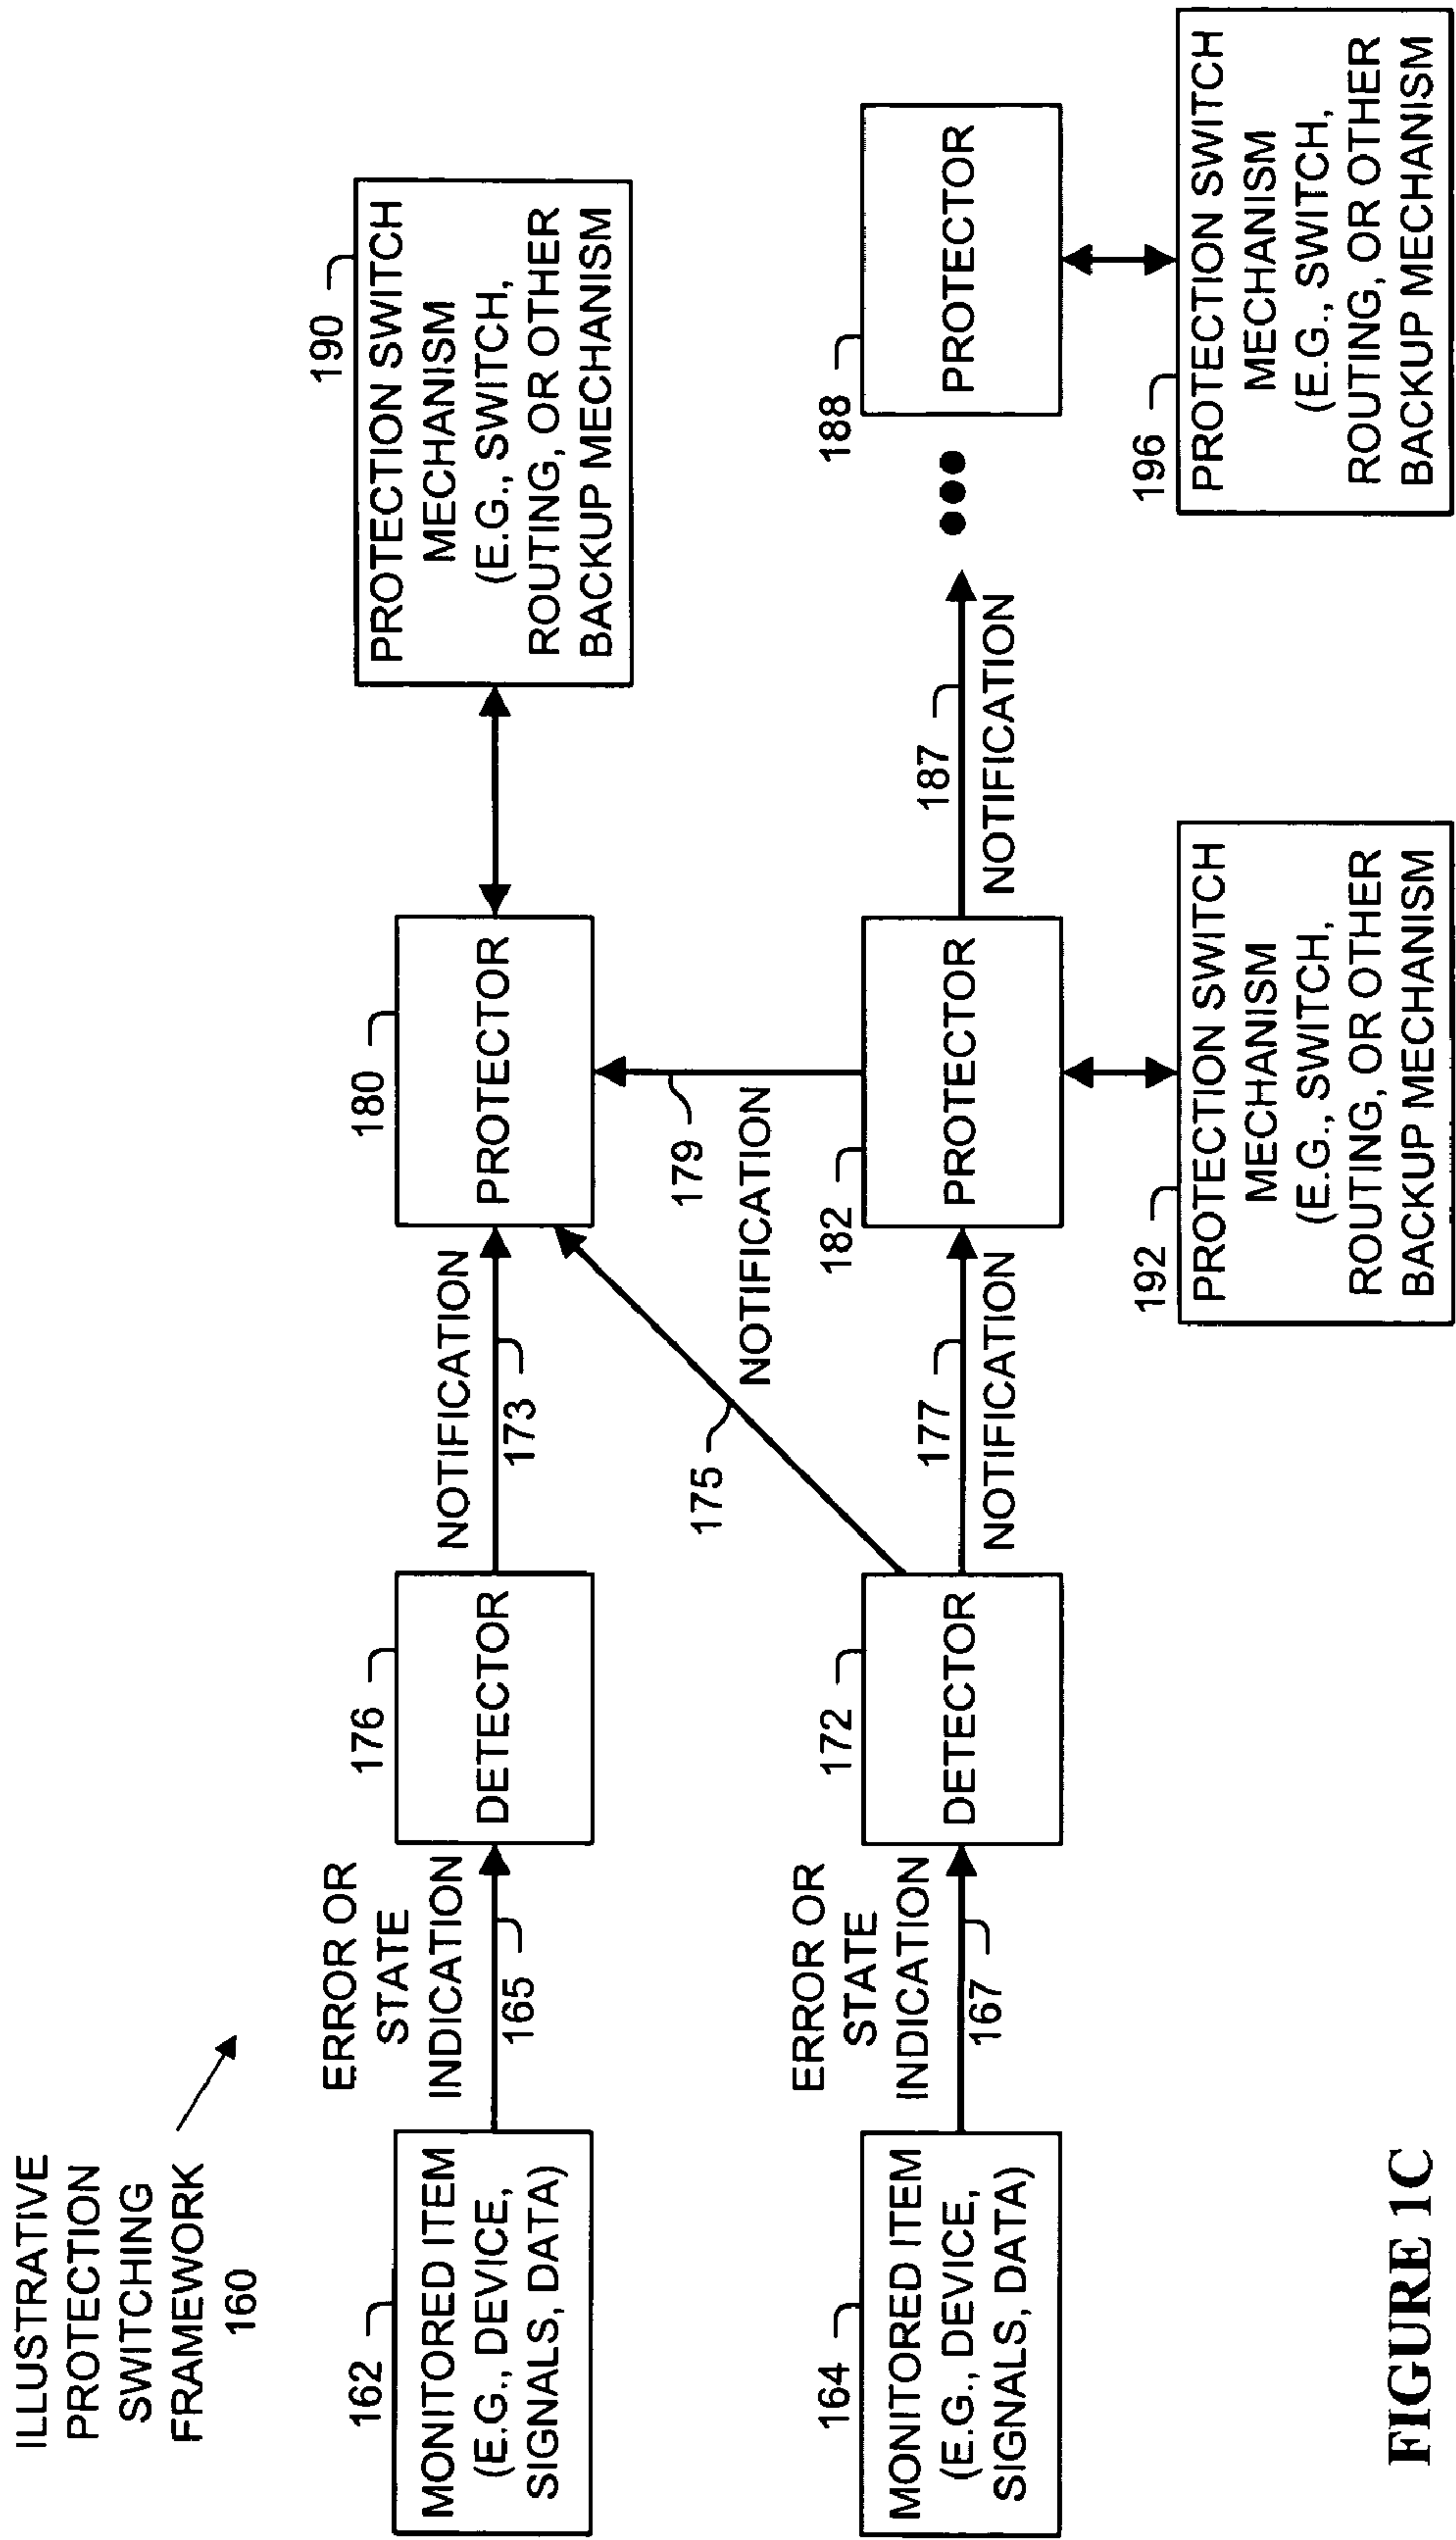 ILLUSTRATIVE
PROTECTION
SWITCHING
FRAMEWORK
160
162
MONITORED ITEM
(E.G., DEVICE,
SIGNALS, DATA)
ERROR OR
STATE
INDICATION
165
176
DETECTOR
NOTIFICATION
173
180
PROTECTOR
190
PROTECTION SWITCH
MECHANISM
(E.G., SWITCH,
ROUTING, OR OTHER
BACKUP MECHANISM
175
179
NOTIFICATION
164
MONITORED ITEM
(E.G., DEVICE,
SIGNALS, DATA)
ERROR OR
STATE
INDICATION
167
172
DETECTOR
177
NOTIFICATION
182
PROTECTOR
187
NOTIFICATION
188
PROTECTOR
192
PROTECTION SWITCH
MECHANISM
(E.G., SWITCH,
ROUTING, OR OTHER
BACKUP MECHANISM
196
PROTECTION SWITCH
MECHANISM
(E.G., SWITCH,
ROUTING, OR OTHER
BACKUP MECHANISM
FIGURE 1C